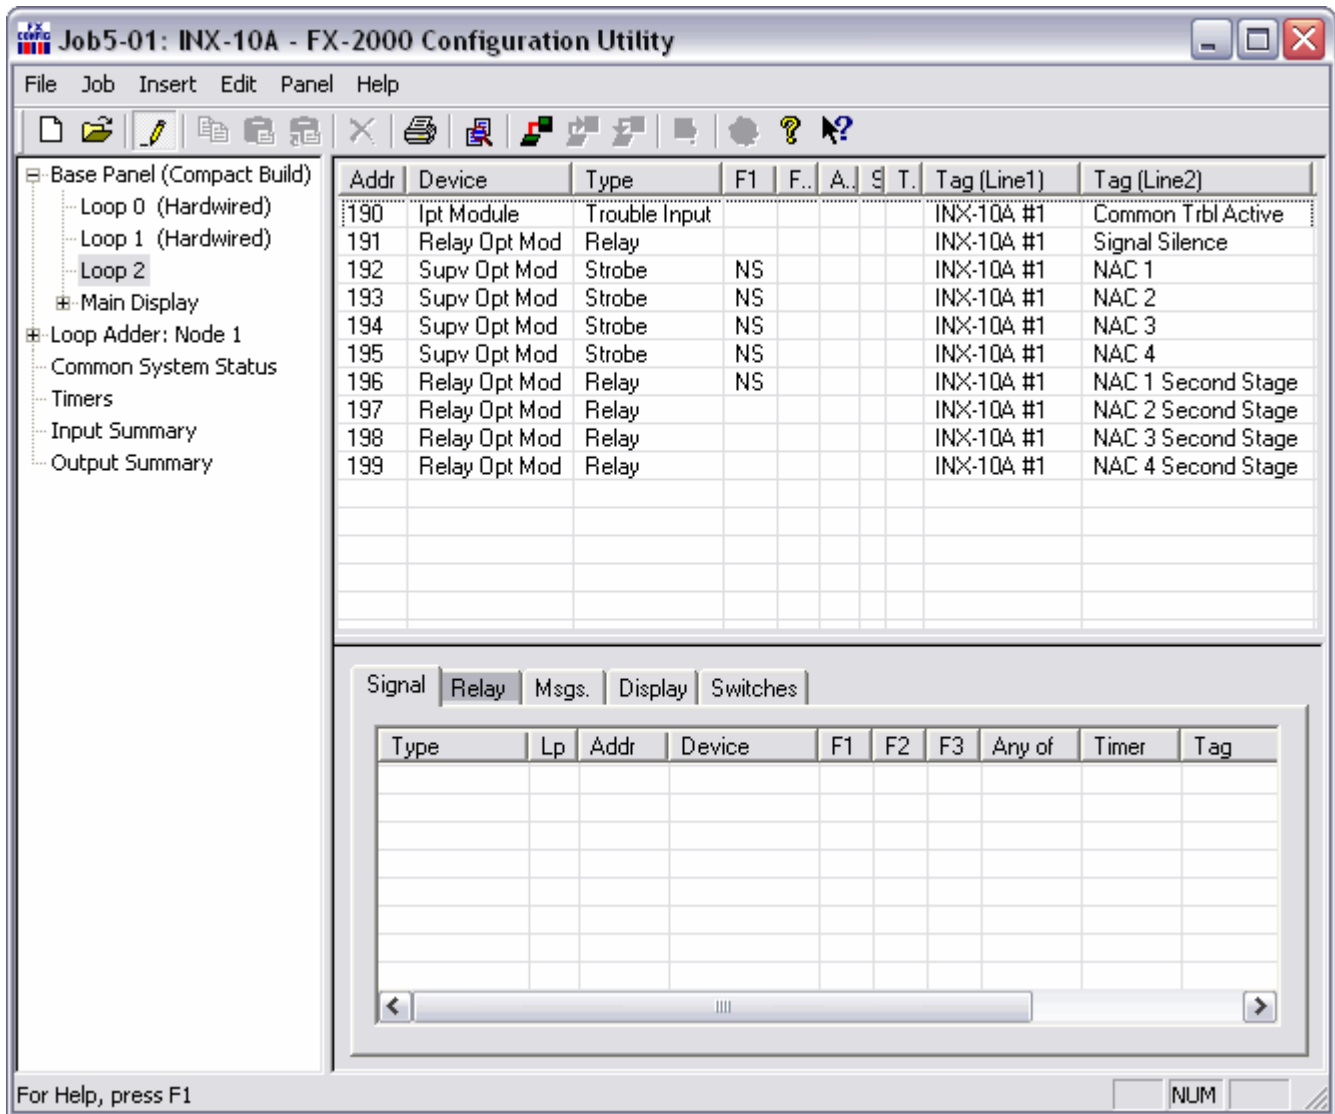 FX CONFIG Job5-01: INX-10A - FX-2000 Configuration Utility
File Job Insert Edit Panel Help
Base Panel (Compact Build)
Loop 0 (Hardwired)
Loop 1 (Hardwired)
Loop 2
Main Display
Loop Adder: Node 1
Common System Status
Timers
Input Summary
Output Summary
Addr Device Type F1 F.. A.. S T. Tag (Line1) Tag (Line2)
190 Ipt Module Trouble Input INX-10A #1 Common Trbl Active
191 Relay Opt Mod Relay INX-10A #1 Signal Silence
192 Supv Opt Mod Strobe NS INX-10A #1 NAC 1
193 Supv Opt Mod Strobe NS INX-10A #1 NAC 2
194 Supv Opt Mod Strobe NS INX-10A #1 NAC 3
195 Supv Opt Mod Strobe NS INX-10A #1 NAC 4
196 Relay Opt Mod Relay NS INX-10A #1 NAC 1 Second Stage
197 Relay Opt Mod Relay INX-10A #1 NAC 2 Second Stage
198 Relay Opt Mod Relay INX-10A #1 NAC 3 Second Stage
199 Relay Opt Mod Relay INX-10A #1 NAC 4 Second Stage
Signal Relay Msgs. Display Switches
Type Lp Addr Device F1 F2 F3 Any of Timer Tag
For Help, press F1
NUM